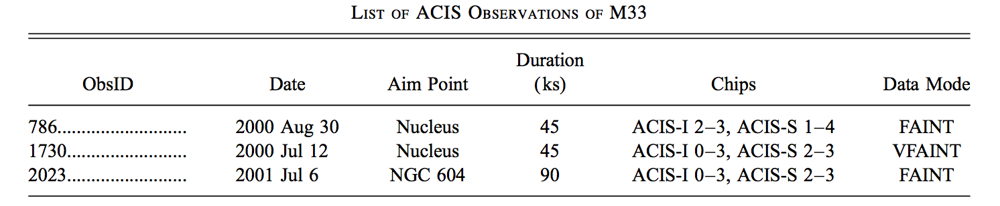 LIST OF ACIS OBSERVATIONS OF M33
Duration
ObsID Date Aim Point (ks) Chips Data Mode
786........................... 2000 Aug 30 Nucleus 45 ACIS-I 2–3, ACIS-S 1–4 FAINT
1730......................... 2000 Jul 12 Nucleus 45 ACIS-I 0–3, ACIS-S 2–3 VFAINT
2023......................... 2001 Jul 6 NGC 604 90 ACIS-I 0–3, ACIS-S 2–3 FAINT